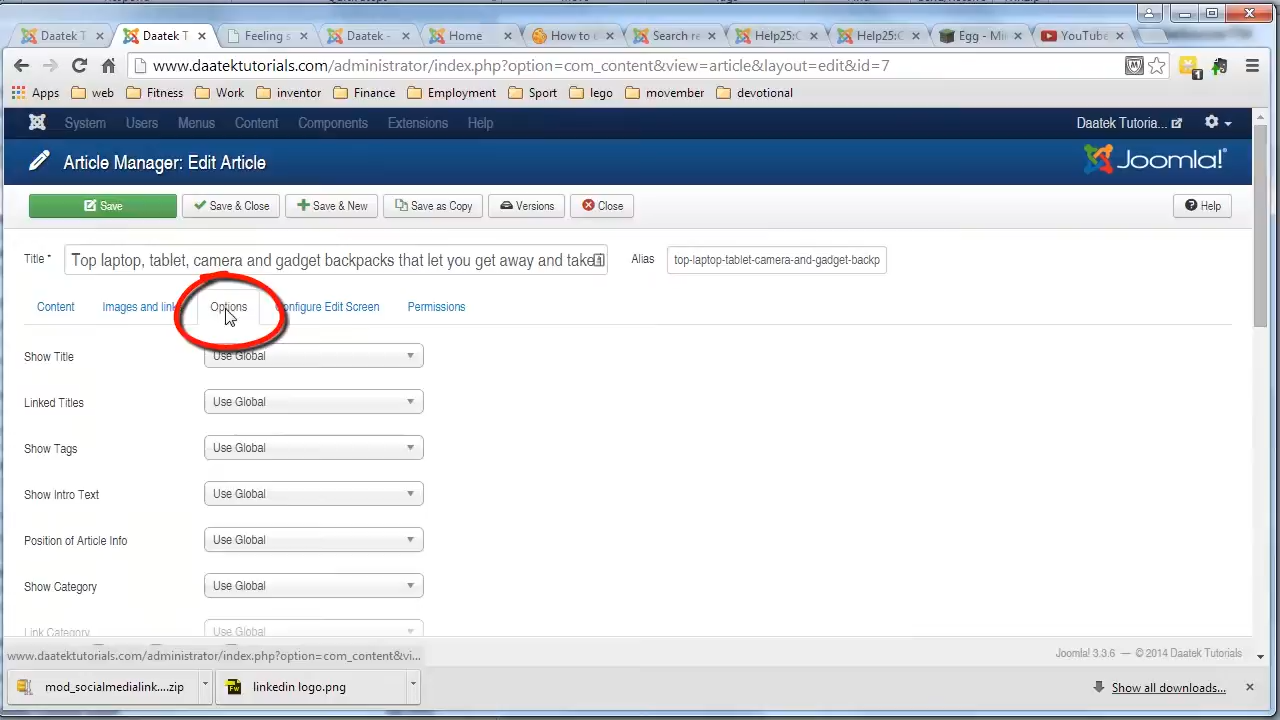 Daatek T
Daatek T
Feeling s
Daatek -
Home
How to
Search re
Help25:C
Help25:C
Egg - Mi
YouTube
www.daatektutorials.com/administrator/index.php?option=com_content&view=article&layout=edit&id=7
1
Apps web Fitness Work inventor Finance Employment Sport lego movember devotional
System Users Menus Content Components Extensions Help Daatek Tutoria...
Article Manager: Edit Article Joomla!®
Save Save & Close Save & New Save as Copy Versions Close Help
Title * Top laptop, tablet, camera and gadget backpacks that let you get away and take Alias top-laptop-tablet-camera-and-gadget-backp
Content Images and link Options Configure Edit Screen Permissions
Show Title Use Global
Linked Titles Use Global
Show Tags Use Global
Show Intro Text Use Global
Position of Article Info Use Global
Show Category Use Global
Link Category Use Global
Joomla! 3.3.6 — © 2014 Daatek Tutorials
www.daatektutorials.com/administrator/index.php?option=com_content&vi...
mod_socialmedialink....zip linkedin logo.png Show all downloads...